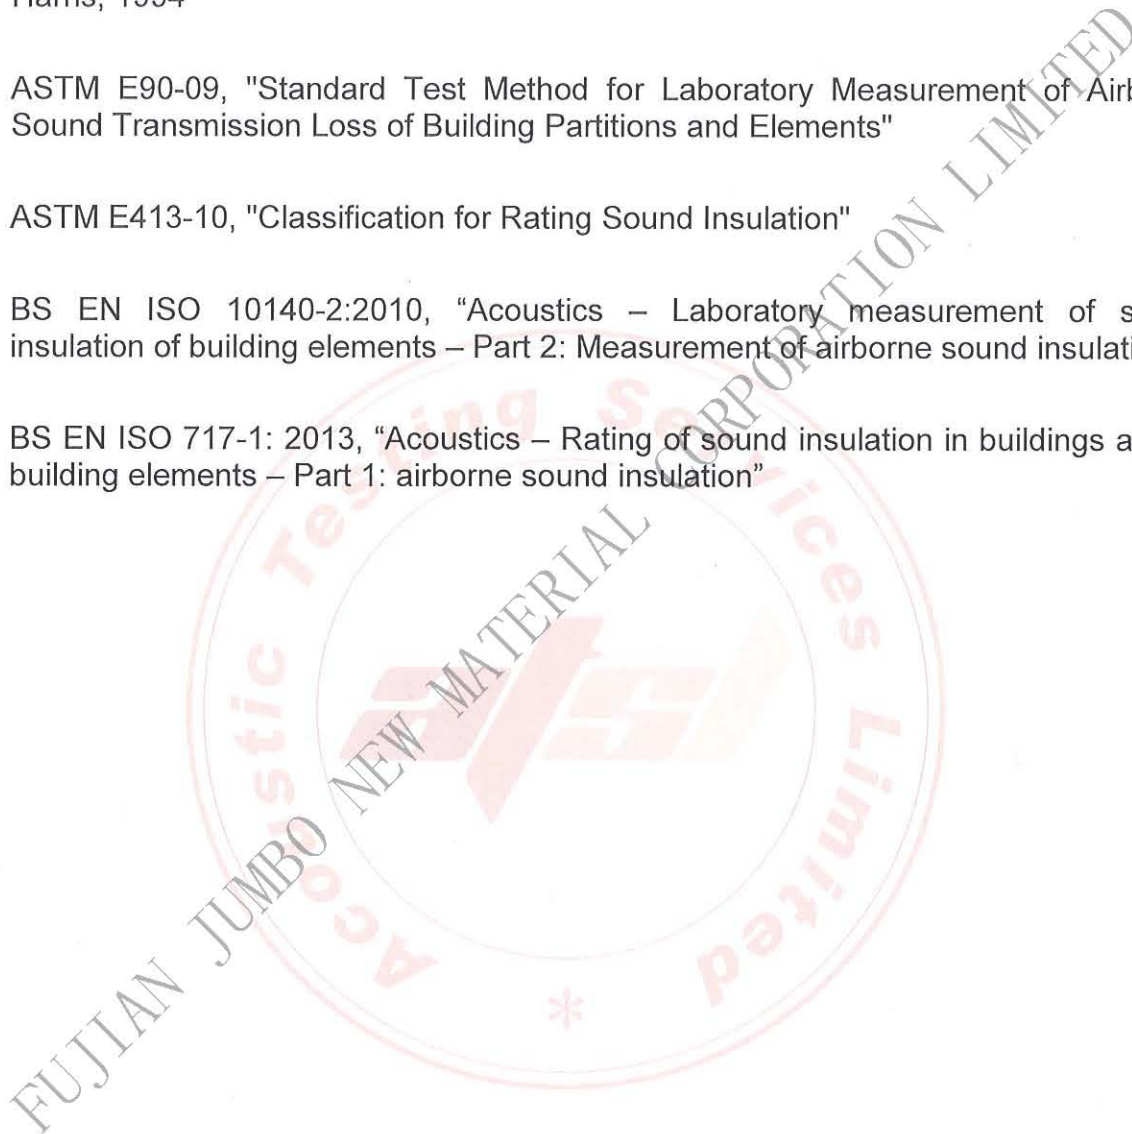 Harris, 1994
ASTM E90-09, "Standard Test Method for Laboratory Measurement of
Sound Transmission Loss of Building Partitions and Elements"
ASTM E413-10, "Classification for Rating Sound Insulation"
BS EN ISO 10140-2:2010, “Acoustics – Laboratory measurement of
insulation of building elements – Part 2: Measurement of airborne sound
BS EN ISO 717-1: 2013, “Acoustics – Rating of sound insulation in buildings
building elements – Part 1: airborne sound insulation”
FUJIAN JUMBO NEW MATERIAL CORPORATION LIMITED
Acoustic Testing Services Limited
*
atsl